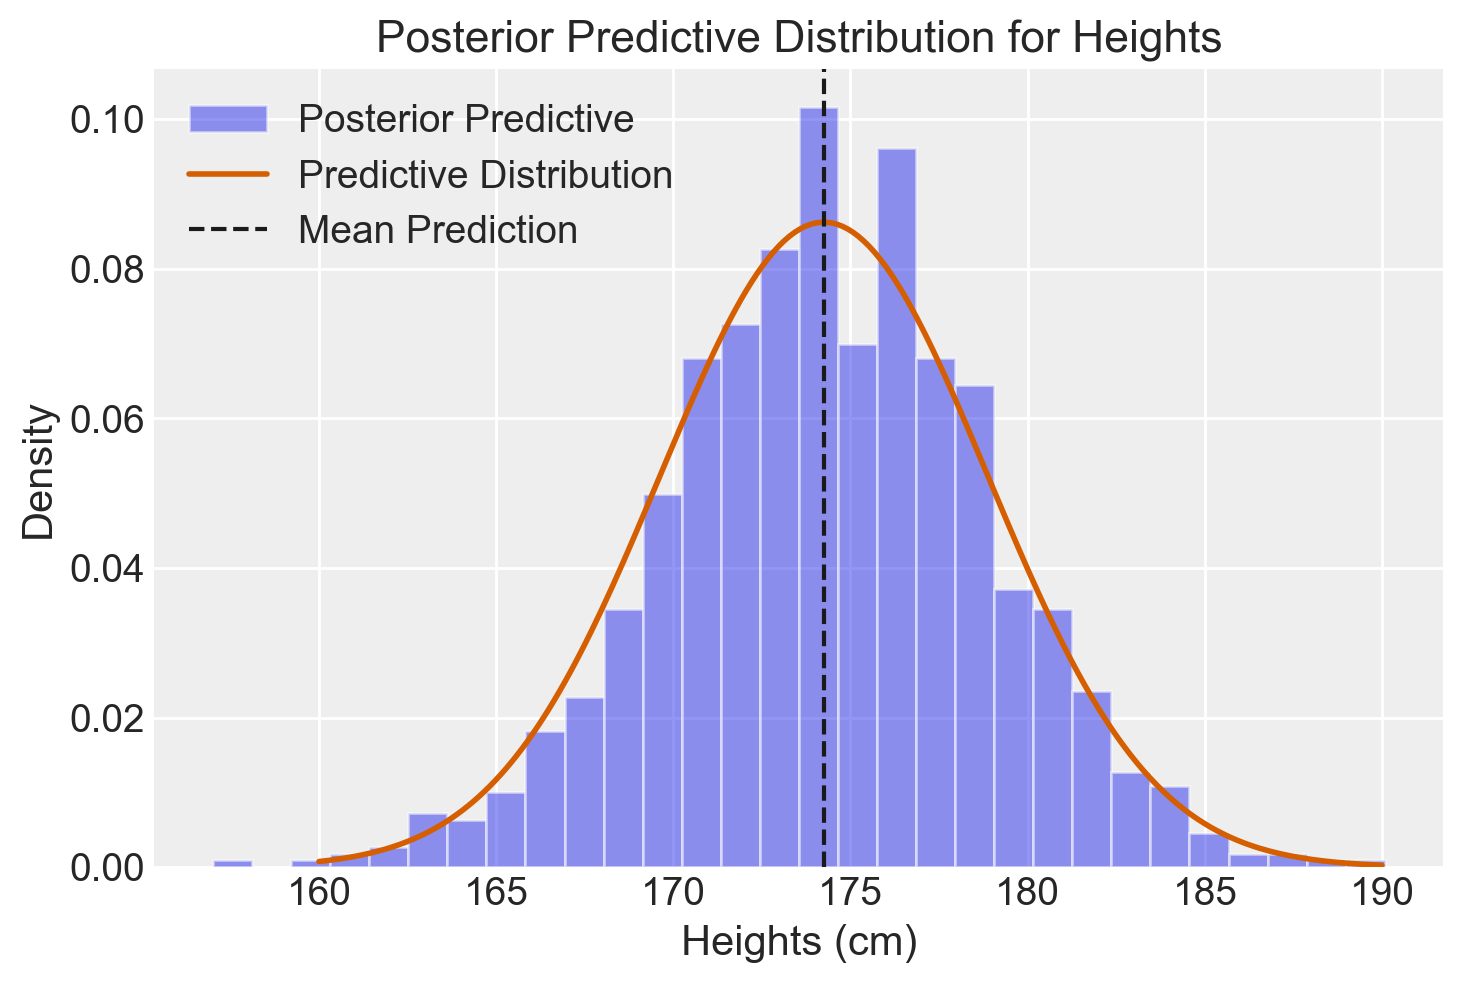 Posterior Predictive Distribution for Heights
Posterior Predictive
Predictive Distribution
Mean Prediction
0.10
0.08
0.06
0.04
0.02
0.00
Density
160 165 170 175 180 185 190
Heights (cm)